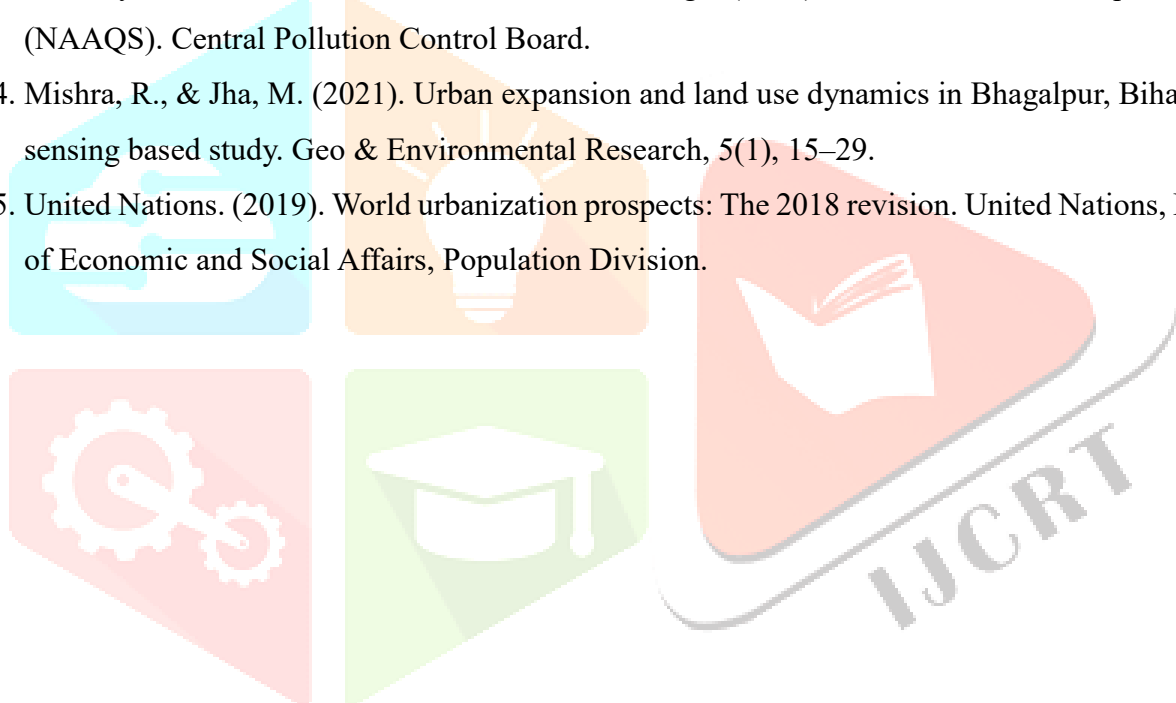 (NAAQS). Central Pollution Control Board.
4. Mishra, R., & Jha, M. (2021). Urban expansion and land use dynamics in Bhagalpur, Biha
sensing based study. Geo & Environmental Research, 5(1), 15–29.
5. United Nations. (2019). World urbanization prospects: The 2018 revision. United Nations,
of Economic and Social Affairs, Population Division.
IJCRT